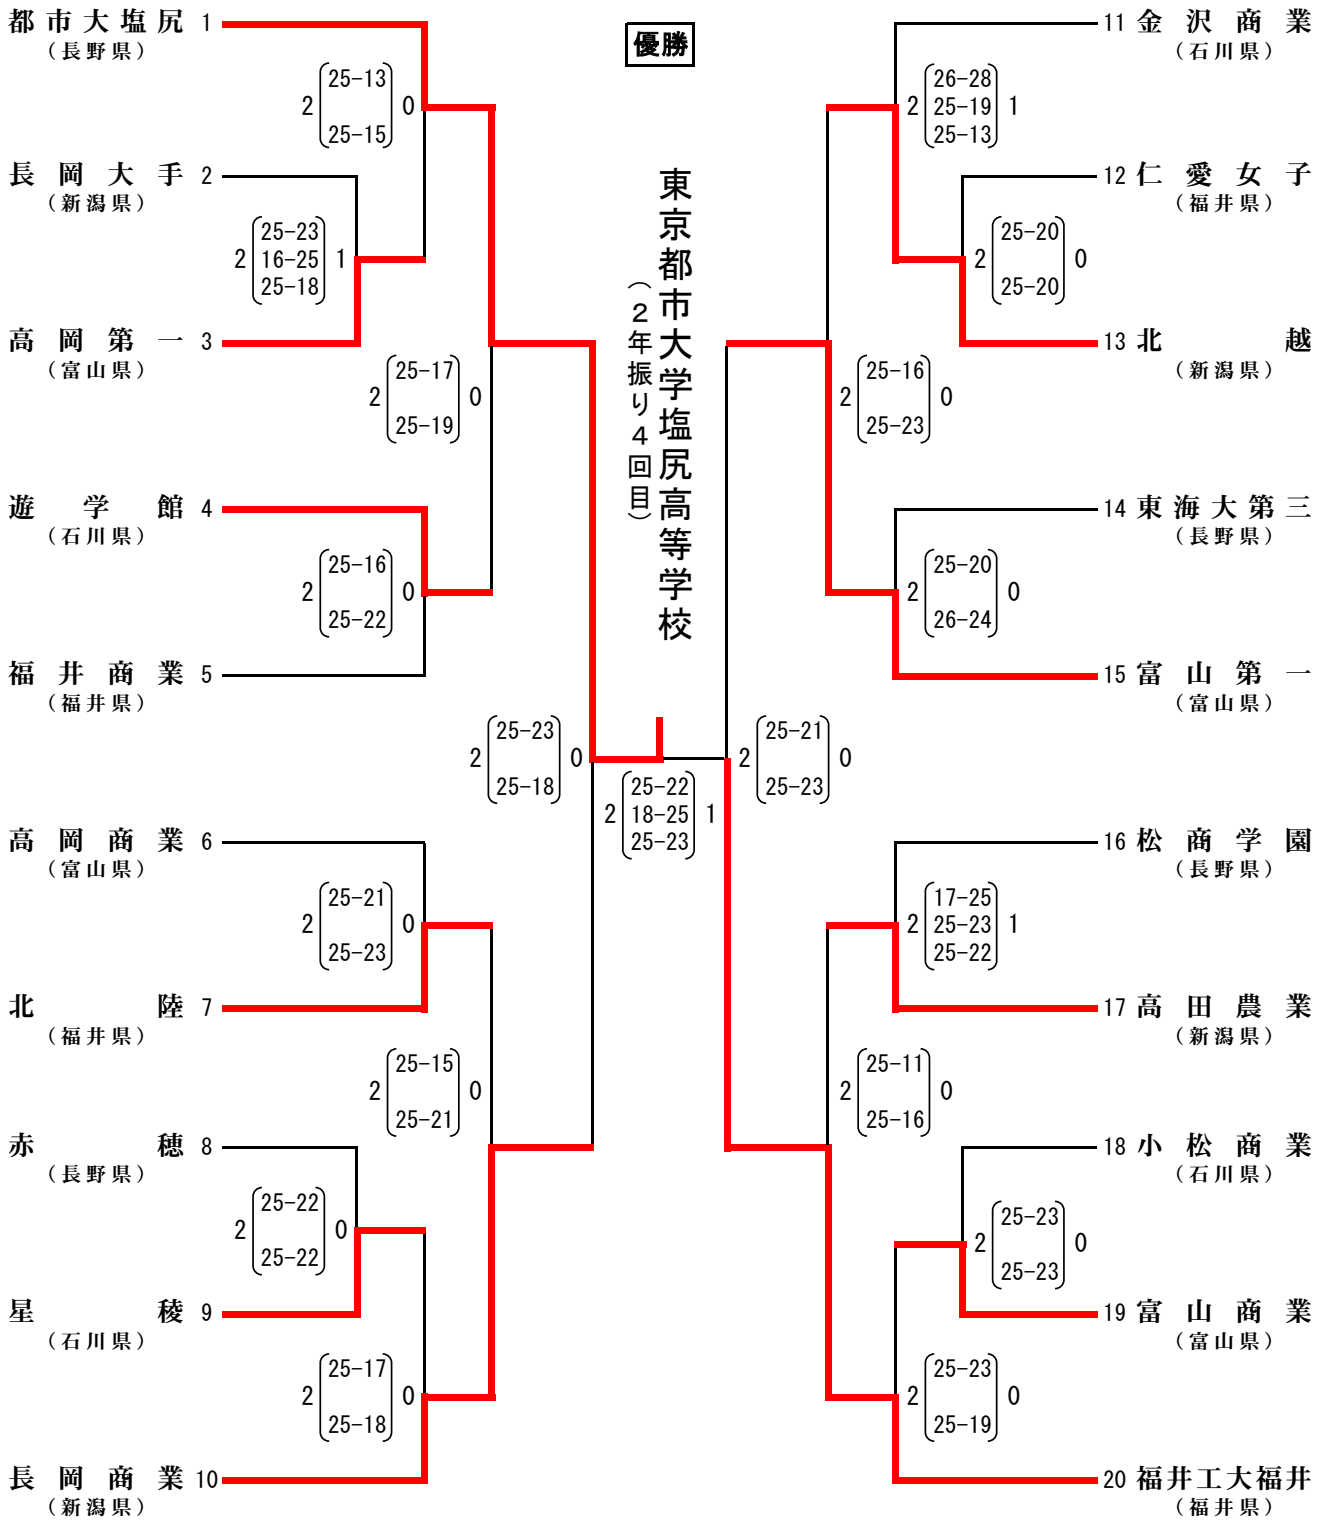 都市大塩尻 1
（長野県）
2 25-13 0
25-15
長岡大手 2
（新潟県）
2 25-23 1
16-25
25-18
高岡第一 3
（富山県）
2 25-17 0
25-19
遊学館 4
（石川県）
2 25-16 0
25-22
福井商業 5
（福井県）
2 25-23 0
25-18
高岡商業 6
（富山県）
2 25-21 0
25-23
北陸 7
（福井県）
2 25-15 0
25-21
赤穂 8
（長野県）
2 25-22 0
25-22
星稜 9
（石川県）
2 25-17 0
25-18
長岡商業 10
（新潟県）
優勝
東京都市大学塩尻高等学校
（２年振り４回目）
2 25-22 1
18-25
25-23
11 金沢商業
（石川県）
2 26-28 1
25-19
25-13
12 仁愛女子
（福井県）
2 25-20 0
25-20
13 北越
（新潟県）
2 25-16 0
25-23
14 東海大第三
（長野県）
2 25-20 0
26-24
15 富山第一
（富山県）
2 25-21 0
25-23
16 松商学園
（長野県）
2 17-25 1
25-23
25-22
17 高田農業
（新潟県）
2 25-11 0
25-16
18 小松商業
（石川県）
2 25-23 0
25-23
19 富山商業
（富山県）
2 25-23 0
25-19
20 福井工大福井
（福井県）